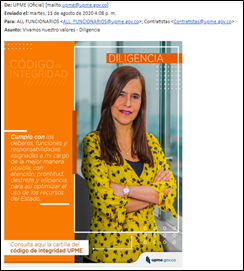 De: UPME (Oficial) [mailto:upme@upme.gov.co]
Enviado el: martes, 11 de agosto de 2020 4:08 p. m.
Para: ALL_FUNCIONARIOS <ALL_FUNCIONARIOS@upme.gov.co>; Contratistas <Contratistas@upme.gov.co>
Asunto: Vivamos nuestro valores - Diligencia
CÓDIGO DE
INTEGRIDAD
DILIGENCIA
Cumplo con los
deberes, funciones y
responsabilidades
asignadas a mi cargo
de la mejor manera
posible, con
atención, prontitud,
destreza y eficiencia,
para así optimizar el
uso de los recursos
del Estado.
Consulta aquí la cartilla del
código de integridad UPME
upme.gov.co